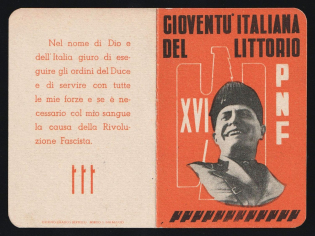 Nel nome di Dio e
dell'Italia giuro di ese-
guire gli ordini del Duce
e di servire con tutte
le mie forze e se è ne-
cessario col mio sangue
la causa della Rivolu-
zione Fascista.
GIOVENTU' ITALIANA
DEL LITTORIO
XVI
PNF